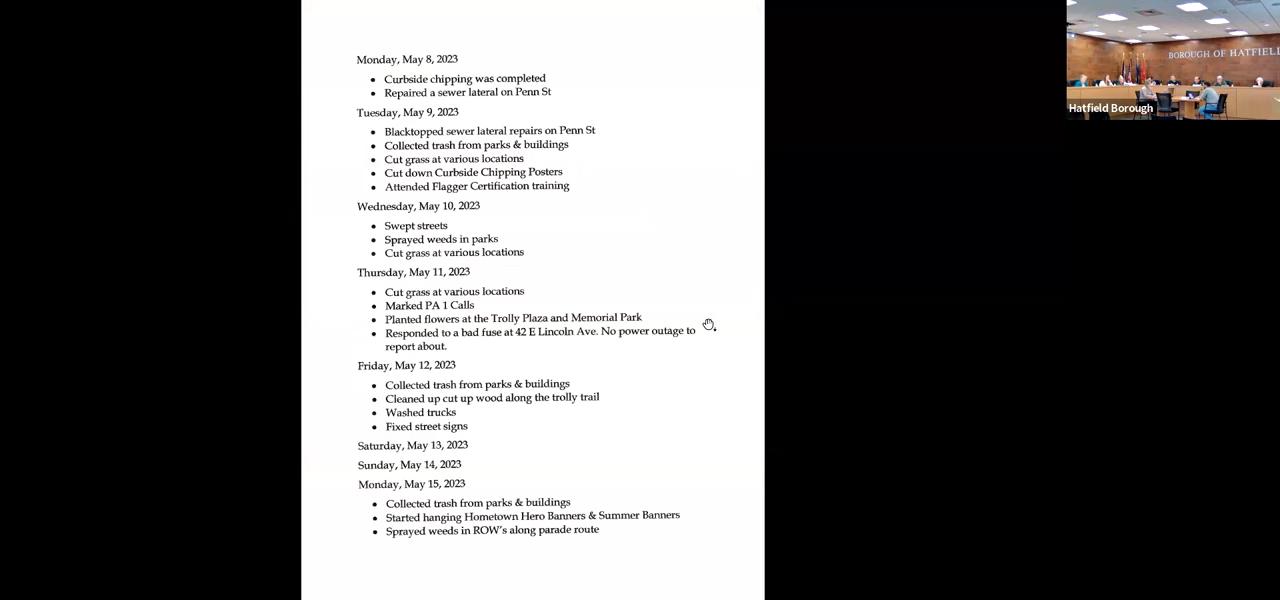 Monday, May 8, 2023
• Curbside chipping was completed
• Repaired a sewer lateral on Penn St
Tuesday, May 9, 2023
• Blacktopped sewer lateral repairs on Penn St
• Collected trash from parks & buildings
• Cut grass at various locations
• Cut down Curbside Chipping Posters
• Attended Flagger Certification training
Wednesday, May 10, 2023
• Swept streets
• Sprayed weeds in parks
• Cut grass at various locations
Thursday, May 11, 2023
• Cut grass at various locations
• Marked PA 1 Calls
• Planted flowers at the Trolly Plaza and Memorial Park
• Responded to a bad fuse at 42 E Lincoln Ave. No power outage to
report about.
Friday, May 12, 2023
• Collected trash from parks & buildings
• Cleaned up cut up wood along the trolly trail
• Washed trucks
• Fixed street signs
Saturday, May 13, 2023
Sunday, May 14, 2023
Monday, May 15, 2023
• Collected trash from parks & buildings
• Started hanging Hometown Hero Banners & Summer Banners
• Sprayed weeds in ROW's along parade route
BOROUGH OF HATFIEL
Hatfield Borough